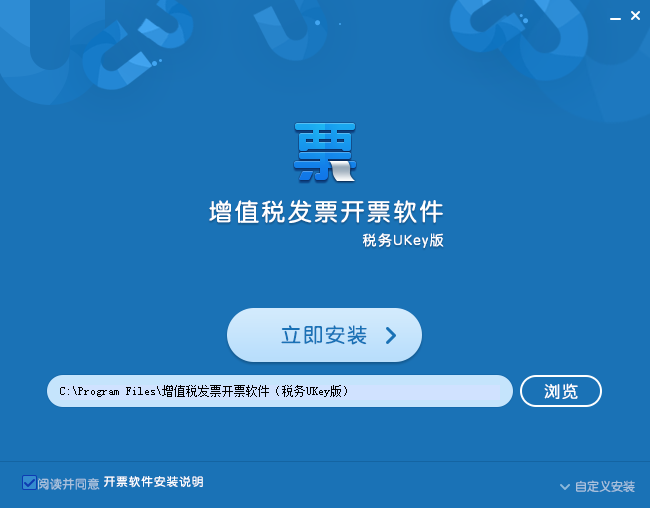 票
增值税发票开票软件
税务UKey版
立即安装
C:\Program Files\增值税发票开票软件（税务UKey版）
浏览
阅读并同意 开票软件安装说明
自定义安装